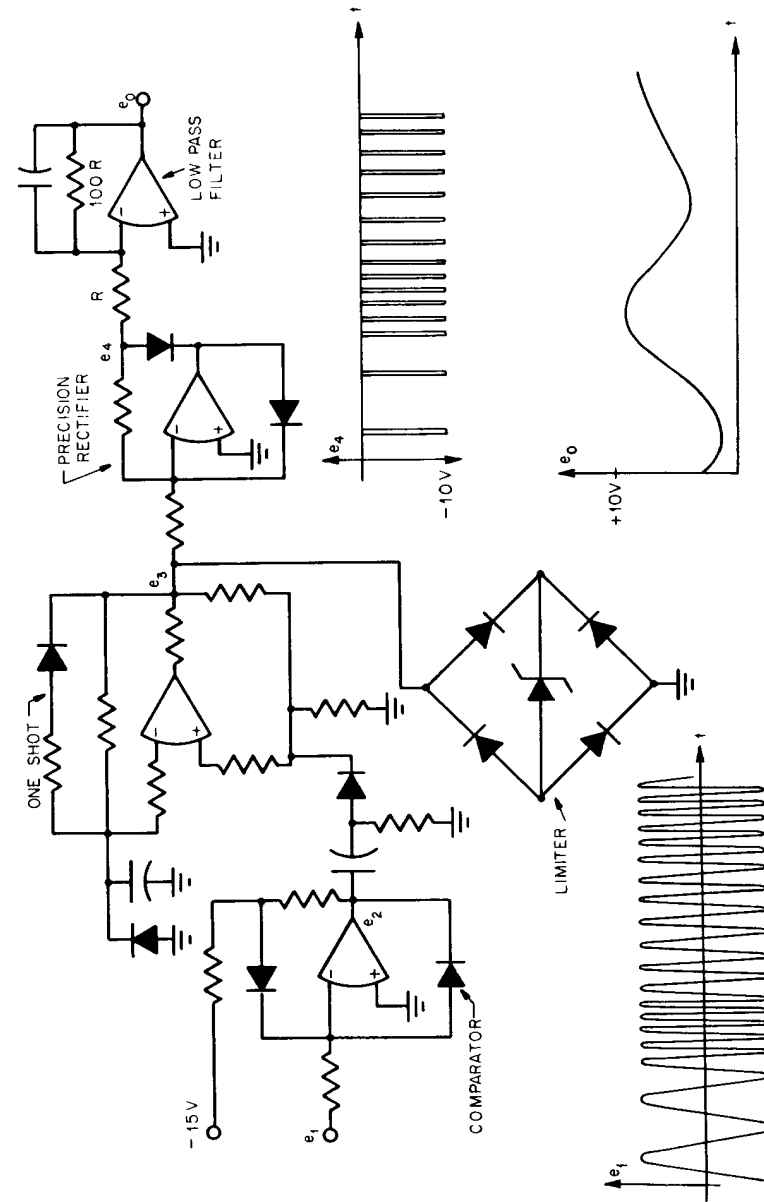 -15V
e₁
COMPARATOR
e₂
ONE SHOT
e₃
LIMITER
PRECISION
RECTIFIER
e₄
R
100R
e₀
LOW PASS
FILTER
e₁
t
e₄
-10V
t
e₀
+10V
t